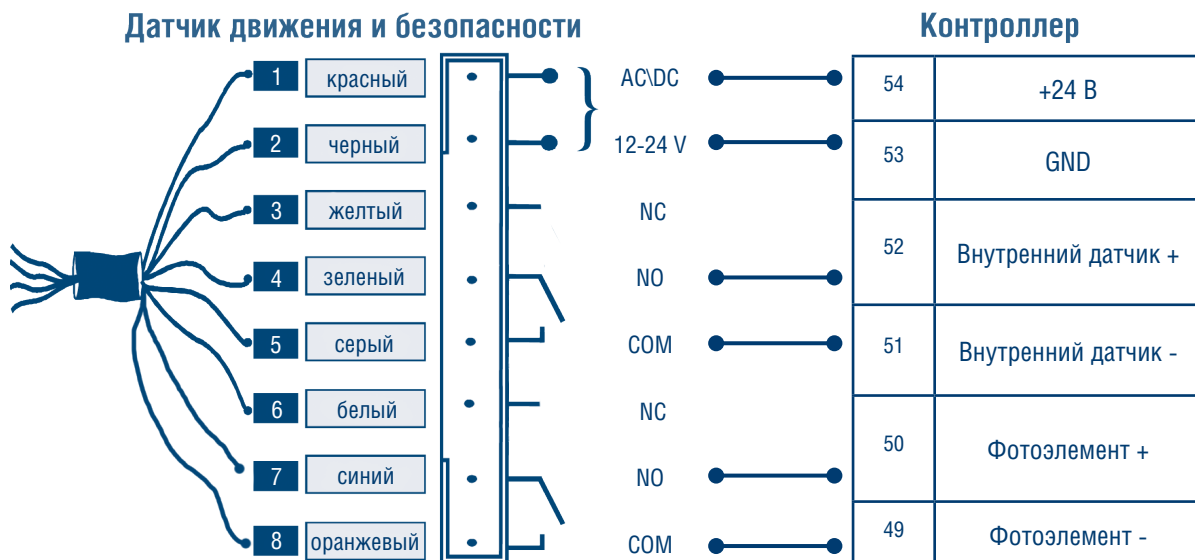 Датчик движения и безопасности Контроллер
1 красный AC\DC 54 +24 В
2 черный 12-24 V 53 GND
3 желтый NC
4 зеленый NO 52 Внутренний датчик +
5 серый COM 51 Внутренний датчик -
6 белый NC
7 синий NO 50 Фотоэлемент +
8 оранжевый COM 49 Фотоэлемент -